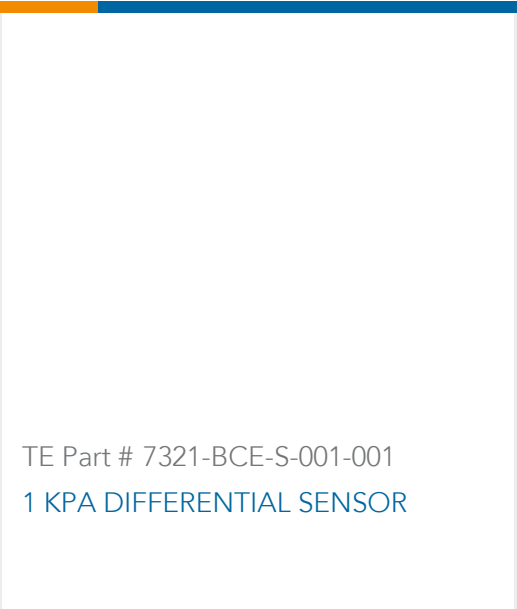 TE Part # 7321-BCE-S-001-001
1 KPA DIFFERENTIAL SENSOR